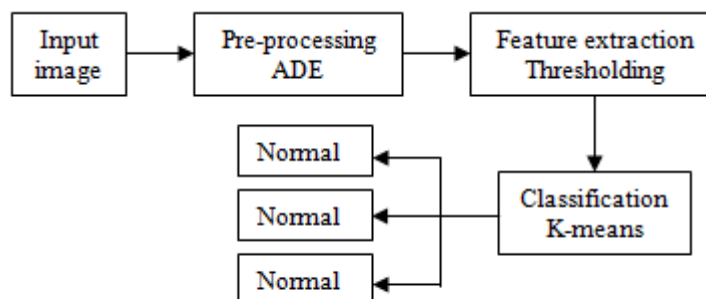 Input
image
Pre-processing
ADE
Feature extraction
Thresholding
Normal
Normal
Normal
Classification
K-means